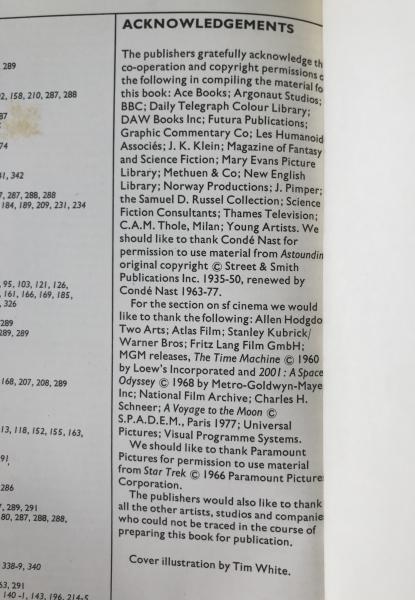 , 289
2, 158, 210, 287, 288
87
74
41, 342
7, 287, 288, 288
184, 189, 209, 231, 234
, 95, 103, 121, 126,
, 161, 166, 169, 185,
, 326
289
289, 289
168, 207, 208, 289
13, 118, 152, 155, 163,
91,
286
7, 289, 291
80, 287, 288, 288,
338-9, 340
63, 291
140-1, 143, 196, 214-5
ACKNOWLEDGEMENTS
The publishers gratefully acknowledge th
co-operation and copyright permissions o
the following in compiling the material fo
this book: Ace Books; Argonaut Studios;
BBC; Daily Telegraph Colour Library;
DAW Books Inc; Futura Publications;
Graphic Commentary Co; Les Humanoid
Associés; J. K. Klein; Magazine of Fantasy
and Science Fiction; Mary Evans Picture
Library; Methuen & Co; New English
Library; Norway Productions; J. Pimper;
the Samuel D. Russel Collection; Science
Fiction Consultants; Thames Television;
C.A.M. Thole, Milan; Young Artists. We
should like to thank Condé Nast for
permission to use material from Astoundin
original copyright © Street & Smith
Publications Inc. 1935-50, renewed by
Condé Nast 1963-77.
For the section on sf cinema we would
like to thank the following: Allen Hodgdo
Two Arts; Atlas Film; Stanley Kubrick/
Warner Bros; Fritz Lang Film GmbH;
MGM releases, The Time Machine © 1960
by Loew's Incorporated and 2001: A Space
Odyssey © 1968 by Metro-Goldwyn-Maye
Inc; National Film Archive; Charles H.
Schneer; A Voyage to the Moon ©
S.P.A.D.E.M., Paris 1977; Universal
Pictures; Visual Programme Systems.
We should like to thank Paramount
Pictures for permission to use material
from Star Trek © 1966 Paramount Picture
Corporation.
The publishers would also like to thank
all the other artists, studios and companie
who could not be traced in the course of
preparing this book for publication.
Cover illustration by Tim White.